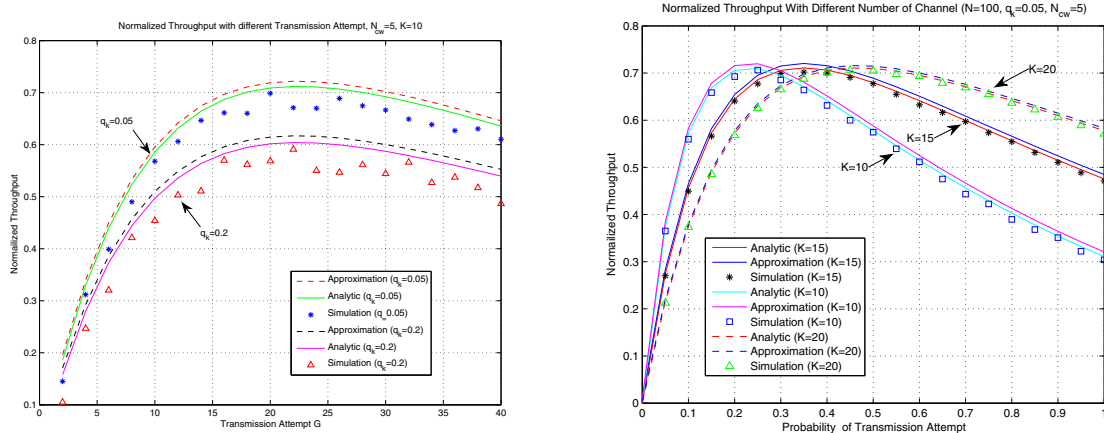 Normalized Throughput with different Transmission Attempt, N_cw=5, K=10
Normailzed Throughput
0.8
0.7
0.6
0.5
0.4
0.3
0.2
0.1
q_k=0.05
q_k=0.2
Approximation (q_k=0.05)
Analytic (q_k=0.05)
Simulation (q_=0.05)
Approximation (q_k=0.2)
Analytic (q_k=0.2)
Simulation (q_k=0.2)
0 5 10 15 20 25 30 35 40
Transmission Attempt G
Normalized Throughput With Different Number of Channel (N=100, q_k=0.05, N_cw=5)
Normalized Throughput
0.8
0.7
0.6
0.5
0.4
0.3
0.2
0.1
0
K=20
K=15
K=10
Analytic (K=15)
Approximation (K=15)
Simulation (K=15)
Analytic (K=10)
Approximation (K=10)
Simulation (K=10)
Analytic (K=20)
Approximation (K=20)
Simulation (K=20)
0 0.1 0.2 0.3 0.4 0.5 0.6 0.7 0.8 0.9 1
Probability of Transmission Attempt